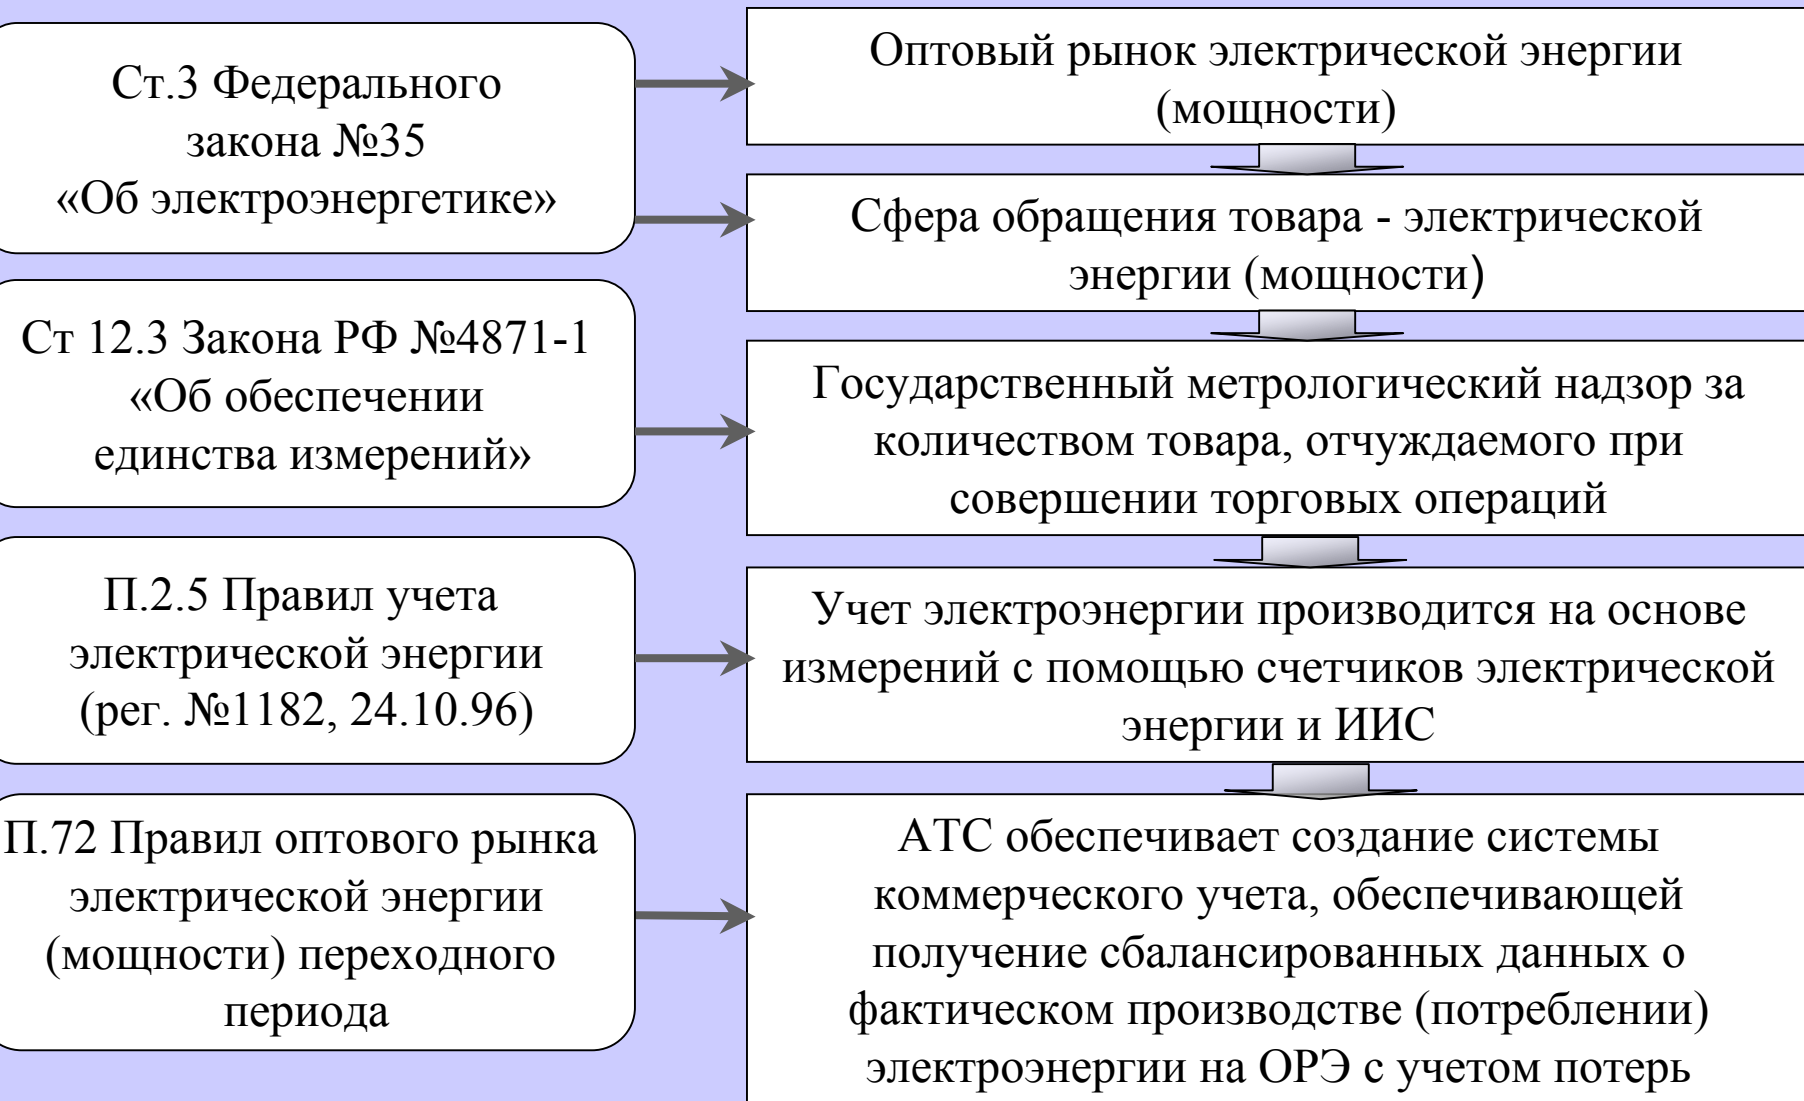 Ст.3 Федерального
закона №35
«Об электроэнергетике»
Оптовый рынок электрической энергии
(мощности)
Сфера обращения товара - электрической
энергии (мощности)
Ст 12.3 Закона РФ №4871-1
«Об обеспечении
единства измерений»
Государственный метрологический надзор за
количеством товара, отчуждаемого при
совершении торговых операций
П.2.5 Правил учета
электрической энергии
(рег. №1182, 24.10.96)
Учет электроэнергии производится на основе
измерений с помощью счетчиков электрической
энергии и ИИС
П.72 Правил оптового рынка
электрической энергии
(мощности) переходного
периода
АТС обеспечивает создание системы
коммерческого учета, обеспечивающей
получение сбалансированных данных о
фактическом производстве (потреблении)
электроэнергии на ОРЭ с учетом потерь